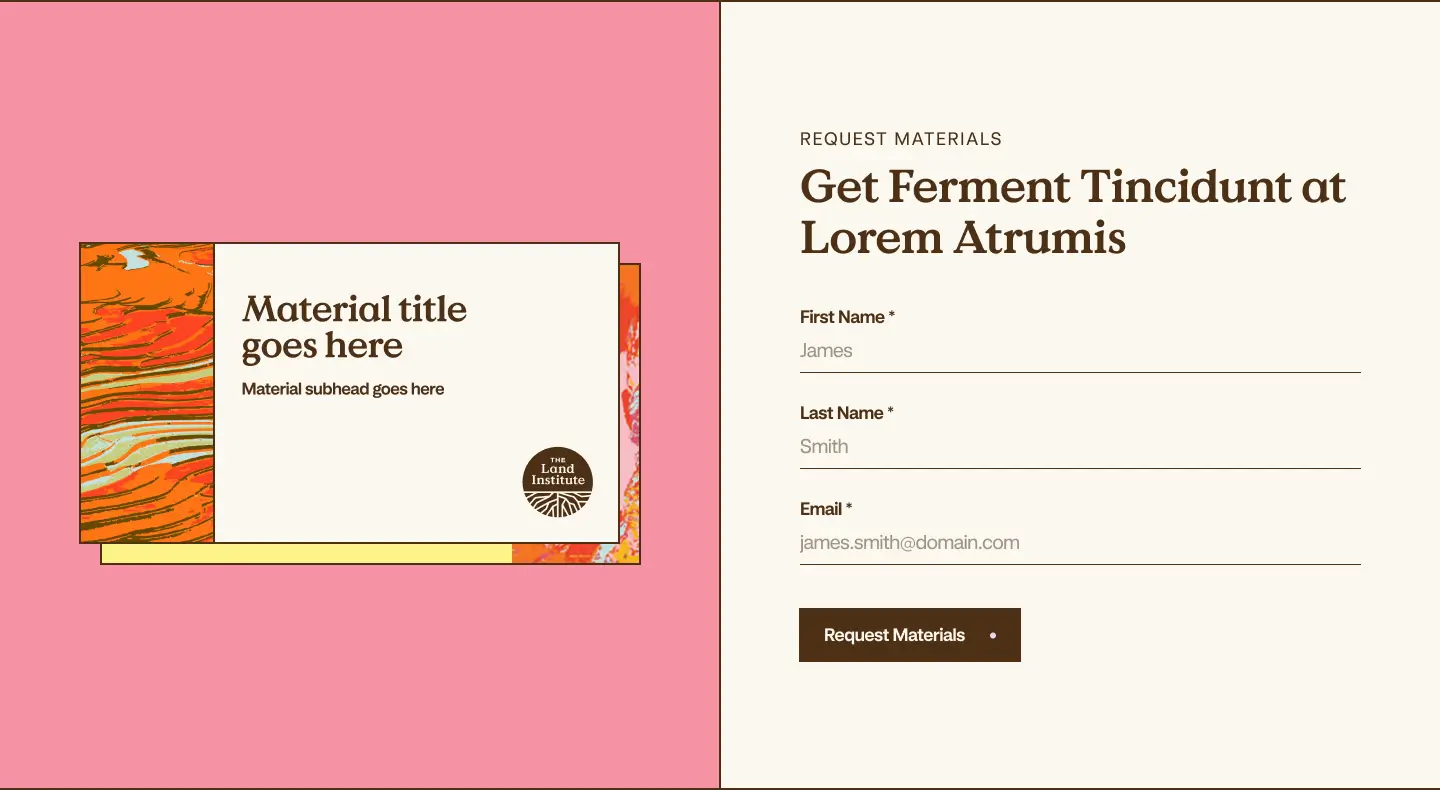 Material title
goes here
Material subhead goes here
THE
Land
Institute
REQUEST MATERIALS
Get Ferment Tincidunt at
Lorem Atrumis
First Name *
James
Last Name *
Smith
Email *
james.smith@domain.com
Request Materials